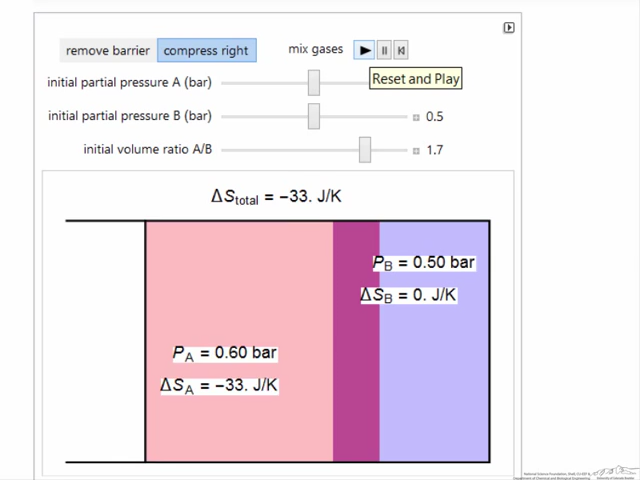 remove barrier compress right mix gases
Reset and Play
initial partial pressure A (bar)
initial partial pressure B (bar) 0.5
initial volume ratio A/B 1.7
ΔStotal = −33. J/K
PB = 0.50 bar
ΔSB = 0. J/K
PA = 0.60 bar
ΔSA = −33. J/K